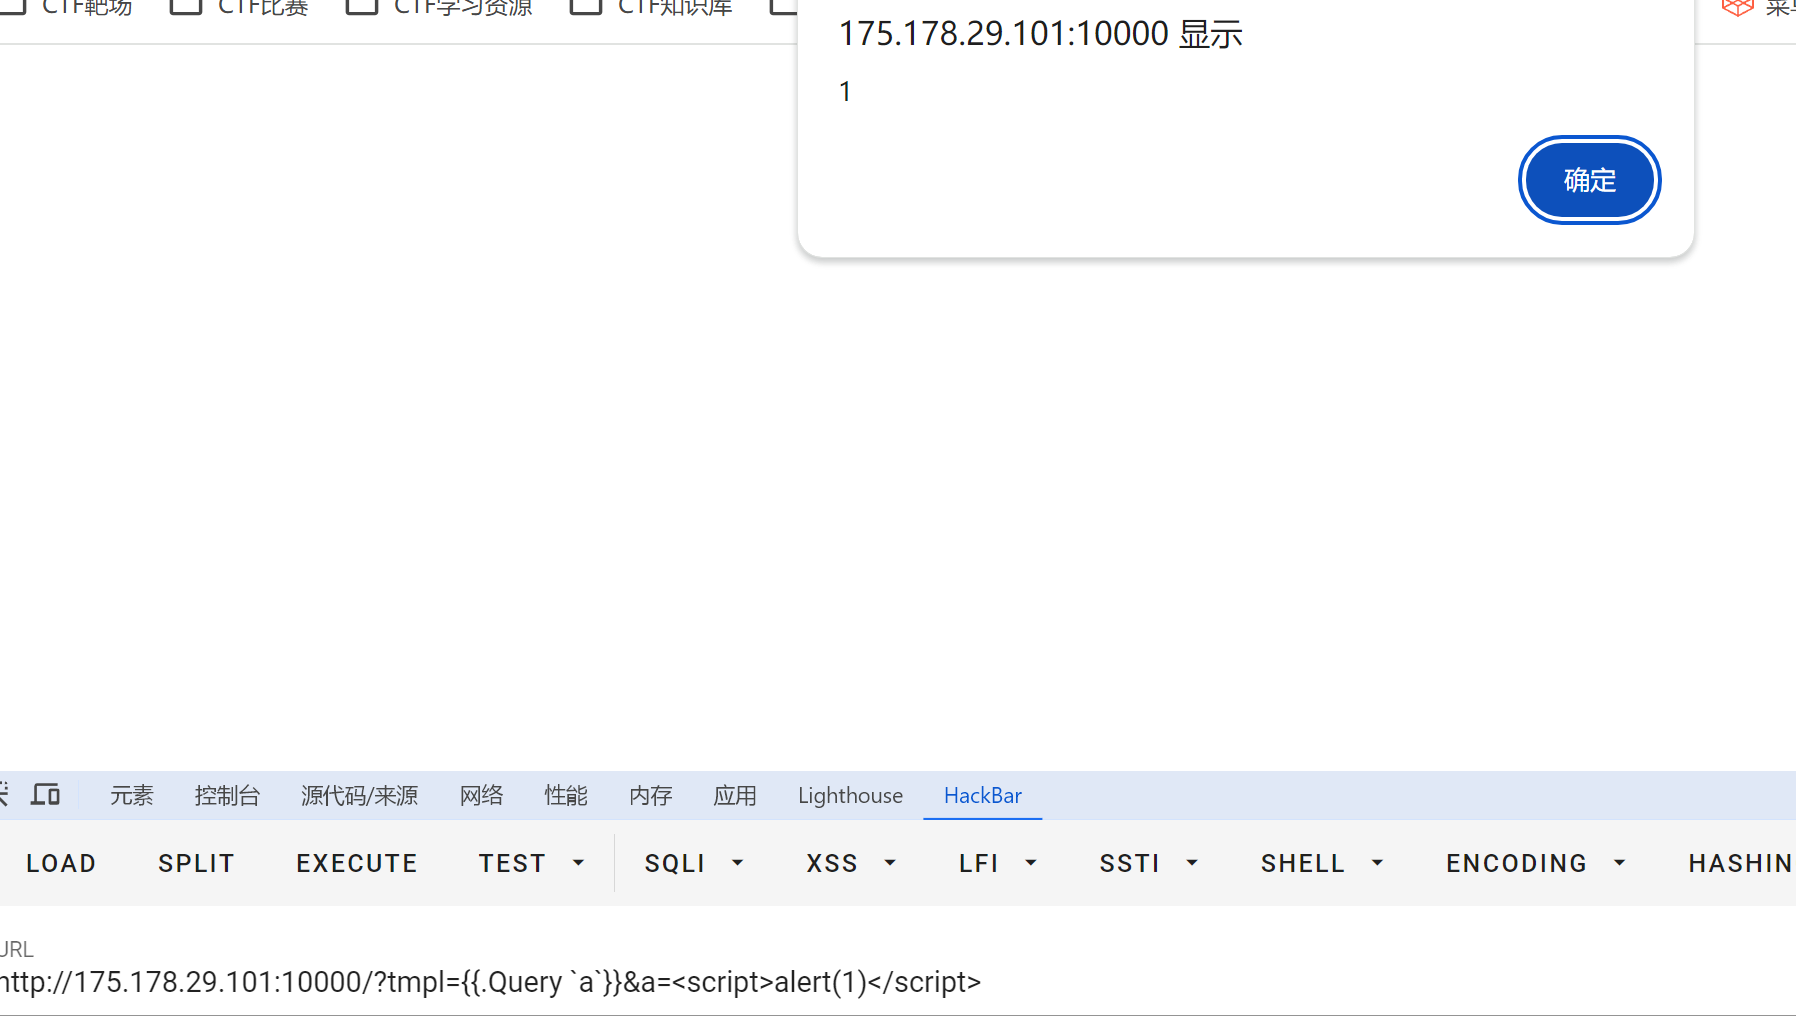 CTF靶场 CTF比赛 CTF学习资源 CTF知识库
175.178.29.101:10000 显示
1
确定
元素 控制台 源代码/来源 网络 性能 内存 应用 Lighthouse HackBar
LOAD SPLIT EXECUTE TEST SQLI XSS LFI SSTI SHELL ENCODING HASHIN
URL
http://175.178.29.101:10000/?tmpl={{.Query `a`}}&a=<script>alert(1)</script>